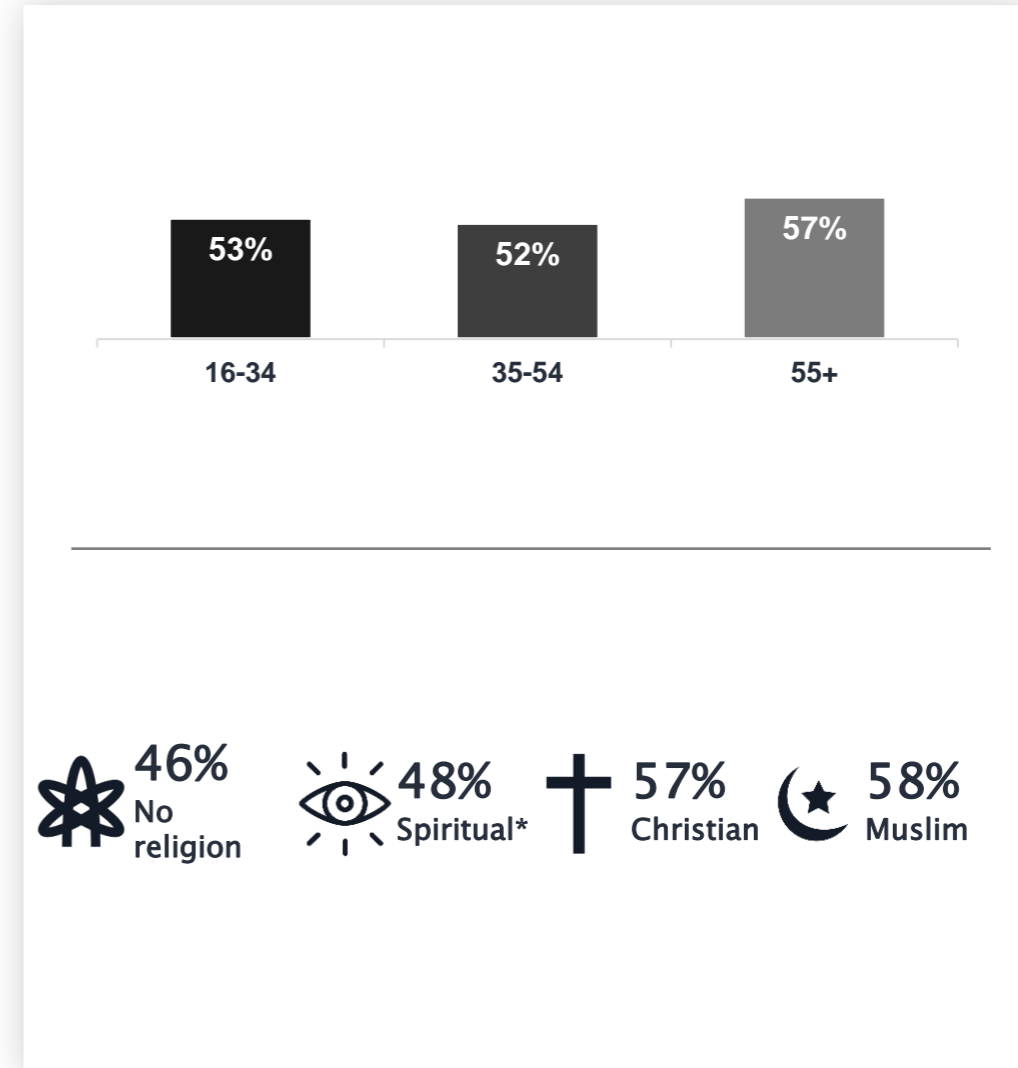 53%
52%
57%
16-34
35-54
55+
46%
No
religion
48%
Spiritual*
57%
Christian
58%
Muslim